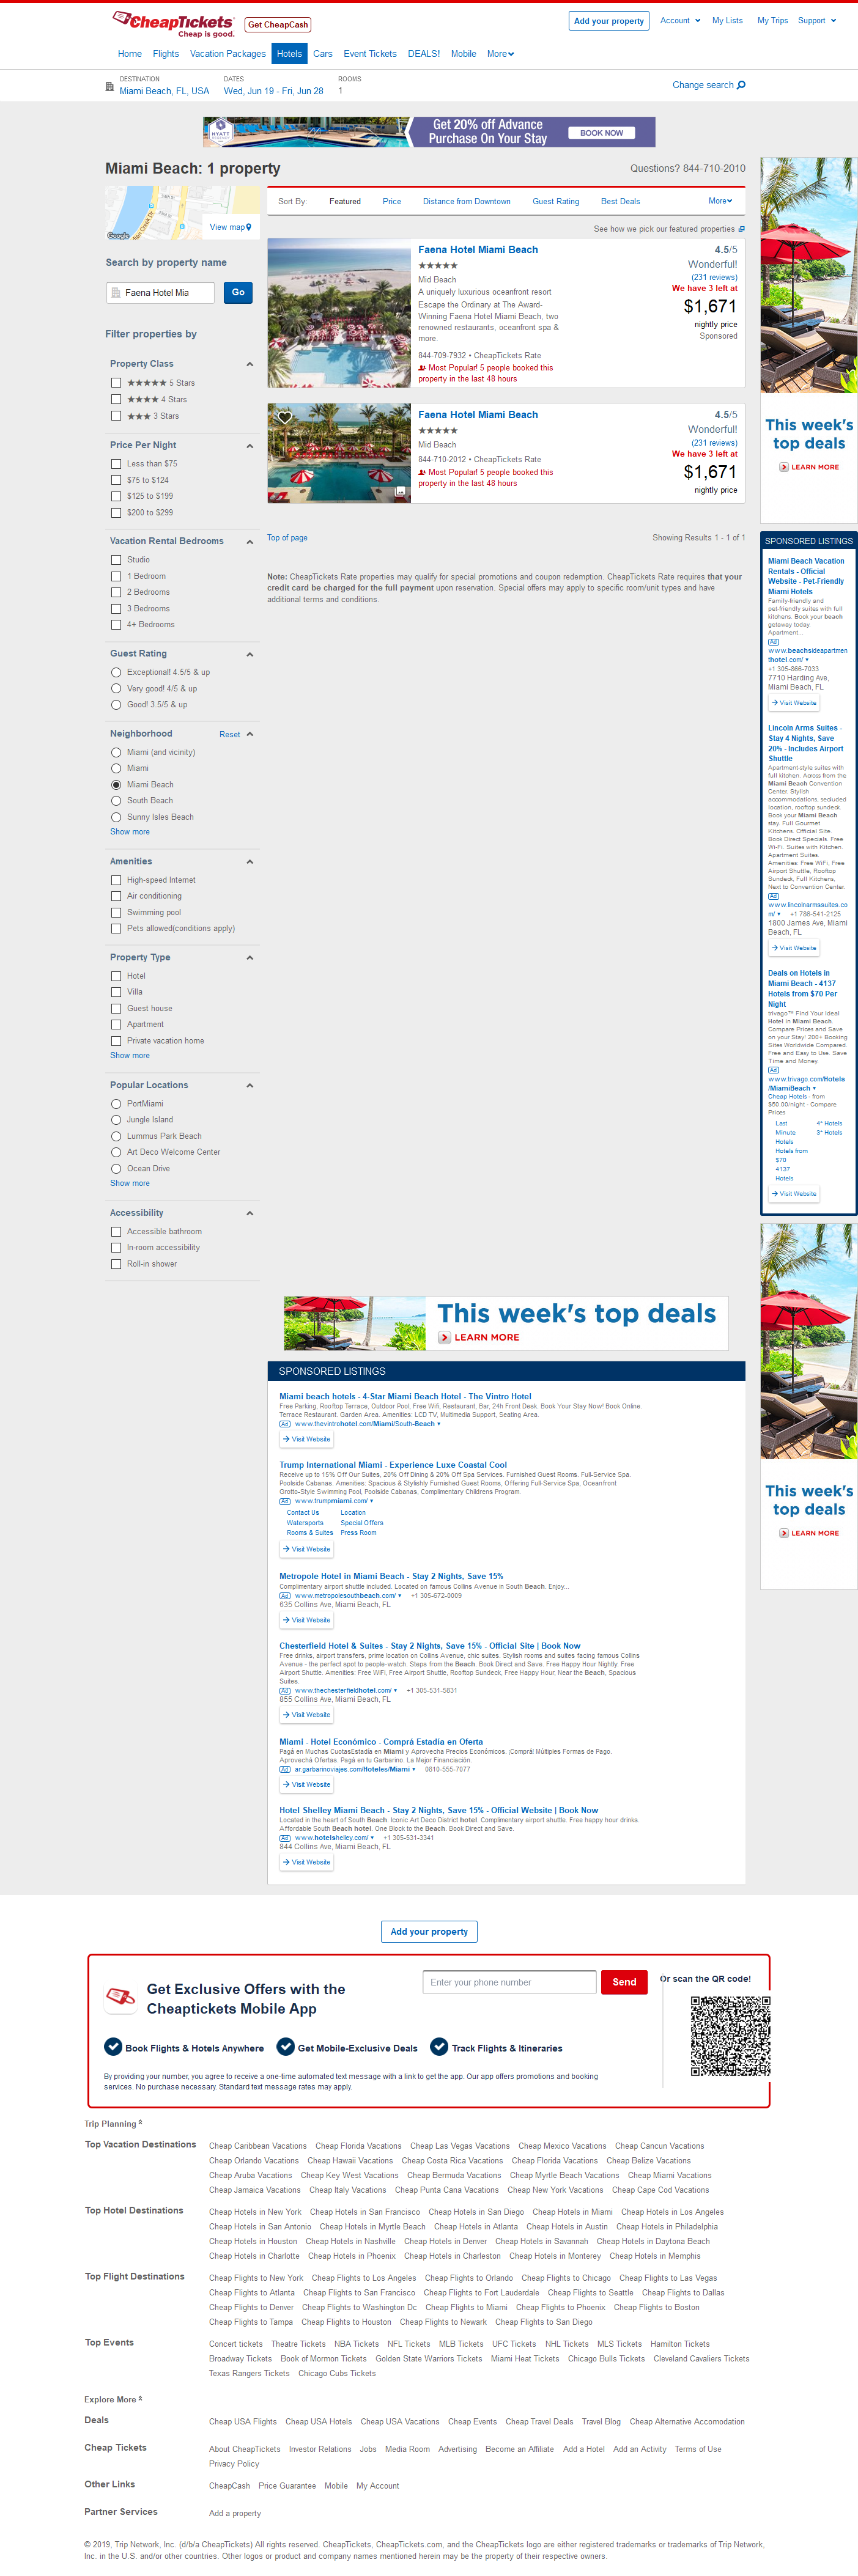 CheapTickets
Cheap is good.
Get CheapCash
Add your property
Account
My Lists
My Trips
Support
Home
Flights
Vacation Packages
Hotels
Cars
Event Tickets
DEALS!
Mobile
More
DESTINATION
Miami Beach, FL, USA
DATES
Wed, Jun 19 - Fri, Jun 28
ROOMS
1
Change search
HYATT
Get 20% off Advance
Purchase On Your Stay
BOOK NOW
Miami Beach: 1 property
Questions? 844-710-2010
Google
View map
Search by property name
Faena Hotel Mia
Go
Filter properties by
Property Class
5 Stars
4 Stars
3 Stars
Price Per Night
Less than $75
$75 to $124
$125 to $199
$200 to $299
Vacation Rental Bedrooms
Studio
1 Bedroom
2 Bedrooms
3 Bedrooms
4+ Bedrooms
Guest Rating
Exceptional! 4.5/5 & up
Very good! 4/5 & up
Good! 3.5/5 & up
Neighborhood
Reset
Miami (and vicinity)
Miami
Miami Beach
South Beach
Sunny Isles Beach
Show more
Amenities
High-speed Internet
Air conditioning
Swimming pool
Pets allowed(conditions apply)
Property Type
Hotel
Villa
Guest house
Apartment
Private vacation home
Show more
Popular Locations
PortMiami
Jungle Island
Lummus Park Beach
Art Deco Welcome Center
Ocean Drive
Show more
Accessibility
Accessible bathroom
In-room accessibility
Roll-in shower
Sort By:
Featured
Price
Distance from Downtown
Guest Rating
Best Deals
More
See how we pick our featured properties
Faena Hotel Miami Beach
★★★★★
Mid Beach
A uniquely luxurious oceanfront resort
Escape the Ordinary at The Award-
Winning Faena Hotel Miami Beach, two
renowned restaurants, oceanfront spa &
more.
844-709-7932 • CheapTickets Rate
Most Popular! 5 people booked this
property in the last 48 hours
4.5/5
Wonderful!
(231 reviews)
We have 3 left at
$1,671
nightly price
Sponsored
Faena Hotel Miami Beach
★★★★★
Mid Beach
844-710-2012 • CheapTickets Rate
Most Popular! 5 people booked this
property in the last 48 hours
4.5/5
Wonderful!
(231 reviews)
We have 3 left at
$1,671
nightly price
Top of page
Showing Results 1 - 1 of 1
Note: CheapTickets Rate properties may qualify for special promotions and coupon redemption. CheapTickets Rate requires that your
credit card be charged for the full payment upon reservation. Special offers may apply to specific room/unit types and have
additional terms and conditions.
This week's
top deals
LEARN MORE
SPONSORED LISTINGS
Miami Beach Vacation
Rentals - Official
Website - Pet-Friendly
Miami Hotels
Family-friendly and
pet-friendly suites with full
kitchens. Book your beach
getaway today.
Apartment...
Ad
www.beachsideapartmen
thotel.com/
+1 305-866-7033
7710 Harding Ave,
Miami Beach, FL
Visit Website
Lincoln Arms Suites -
Stay 4 Nights, Save
20% - Includes Airport
Shuttle
Apartment-style suites with
full kitchen. Across from the
Miami Beach Convention
Center. Stylish
accommodations, secluded
location, rooftop sundeck.
Book your Miami Beach
stay. Full Gourmet
Kitchens. Official Site.
Book Direct Specials. Free
Wi-Fi. Suites with Kitchen.
Apartment Suites.
Amenities: Free WiFi, Free
Airport Shuttle, Rooftop
Sundeck, Full Kitchens,
Next to Convention Center.
Ad
www.lincolnarmssuites.co
m/ +1 786-541-2125
1800 James Ave, Miami
Beach, FL
Visit Website
Deals on Hotels in
Miami Beach - 4137
Hotels from $70 Per
Night
trivago™ Find Your Ideal
Hotel in Miami Beach.
Compare Prices and Save
on your Stay! 200+ Booking
Sites Worldwide Compared.
Free and Easy to Use. Save
Time and Money.
Ad
www.trivago.com/Hotels
/MiamiBeach
Cheap Hotels - from
$50.00/night - Compare
Prices
Last
Minute
Hotels
Hotels from
$70
4137
Hotels
4* Hotels
3* Hotels
Visit Website
This week's
top deals
LEARN MORE
This week's top deals
LEARN MORE
SPONSORED LISTINGS
Miami beach hotels - 4-Star Miami Beach Hotel - The Vintro Hotel
Free Parking, Rooftop Terrace, Outdoor Pool, Free Wifi, Restaurant, Bar, 24h Front Desk. Book Your Stay Now! Book Online.
Terrace Restaurant. Garden Area. Amenities: LCD TV, Multimedia Support, Seating Area.
Ad www.thevintrohotel.com/Miami/South-Beach
Visit Website
Trump International Miami - Experience Luxe Coastal Cool
Receive up to 15% Off Our Suites, 20% Off Dining & 20% Off Spa Services. Furnished Guest Rooms. Full-Service Spa.
Poolside Cabanas. Amenities: Spacious & Stylishly Furnished Guest Rooms, Offering Full-Service Spa, Oceanfront
Grotto-Style Swimming Pool, Poolside Cabanas, Complimentary Childrens Program.
Ad www.trumpmiami.com/
Contact Us Location
Watersports Special Offers
Rooms & Suites Press Room
Visit Website
Metropole Hotel in Miami Beach - Stay 2 Nights, Save 15%
Complimentary airport shuttle included. Located on famous Collins Avenue in South Beach. Enjoy...
Ad www.metropolesouthbeach.com/ +1 305-672-0009
635 Collins Ave, Miami Beach, FL
Visit Website
Chesterfield Hotel & Suites - Stay 2 Nights, Save 15% - Official Site | Book Now
Free drinks, airport transfers, prime location on Collins Avenue, chic suites. Stylish rooms and suites facing famous Collins
Avenue - the perfect spot to people-watch. Steps from the Beach. Book Direct and Save. Free Happy Hour Nightly. Free
Airport Shuttle. Amenities: Free WiFi, Free Airport Shuttle, Rooftop Sundeck, Free Happy Hour, Near the Beach, Spacious
Suites.
Ad www.thechesterfieldhotel.com/ +1 305-531-5831
855 Collins Ave, Miami Beach, FL
Visit Website
Miami - Hotel Económico - Comprá Estadía en Oferta
Pagá en Muchas CuotasEstadía en Miami y Aprovecha Precios Económicos. ¡Comprá! Múltiples Formas de Pago.
Aprovechá Ofertas. Pagá en tu Garbarino. La Mejor Financiación.
Ad ar.garbarinoviajes.com/Hoteles/Miami 0810-555-7077
Visit Website
Hotel Shelley Miami Beach - Stay 2 Nights, Save 15% - Official Website | Book Now
Located in the heart of South Beach. Iconic Art Deco District hotel. Complimentary airport shuttle. Free happy hour drinks.
Affordable South Beach hotel. One Block to the Beach. Book Direct and Save.
Ad www.hotelshelley.com/ +1 305-531-3341
844 Collins Ave, Miami Beach, FL
Visit Website
Add your property
Get Exclusive Offers with the
Cheaptickets Mobile App
Enter your phone number
Send
Or scan the QR code!
Book Flights & Hotels Anywhere
Get Mobile-Exclusive Deals
Track Flights & Itineraries
By providing your number, you agree to receive a one-time automated text message with a link to get the app. Our app offers promotions and booking
services. No purchase necessary. Standard text message rates may apply.
Trip Planning
Top Vacation Destinations
Cheap Caribbean Vacations Cheap Florida Vacations Cheap Las Vegas Vacations Cheap Mexico Vacations Cheap Cancun Vacations
Cheap Orlando Vacations Cheap Hawaii Vacations Cheap Costa Rica Vacations Cheap Florida Vacations Cheap Belize Vacations
Cheap Aruba Vacations Cheap Key West Vacations Cheap Bermuda Vacations Cheap Myrtle Beach Vacations Cheap Miami Vacations
Cheap Jamaica Vacations Cheap Italy Vacations Cheap Punta Cana Vacations Cheap New York Vacations Cheap Cape Cod Vacations
Top Hotel Destinations
Cheap Hotels in New York Cheap Hotels in San Francisco Cheap Hotels in San Diego Cheap Hotels in Miami Cheap Hotels in Los Angeles
Cheap Hotels in San Antonio Cheap Hotels in Myrtle Beach Cheap Hotels in Atlanta Cheap Hotels in Austin Cheap Hotels in Philadelphia
Cheap Hotels in Houston Cheap Hotels in Nashville Cheap Hotels in Denver Cheap Hotels in Savannah Cheap Hotels in Daytona Beach
Cheap Hotels in Charlotte Cheap Hotels in Phoenix Cheap Hotels in Charleston Cheap Hotels in Monterey Cheap Hotels in Memphis
Top Flight Destinations
Cheap Flights to New York Cheap Flights to Los Angeles Cheap Flights to Orlando Cheap Flights to Chicago Cheap Flights to Las Vegas
Cheap Flights to Atlanta Cheap Flights to San Francisco Cheap Flights to Fort Lauderdale Cheap Flights to Seattle Cheap Flights to Dallas
Cheap Flights to Denver Cheap Flights to Washington Dc Cheap Flights to Miami Cheap Flights to Phoenix Cheap Flights to Boston
Cheap Flights to Tampa Cheap Flights to Houston Cheap Flights to Newark Cheap Flights to San Diego
Top Events
Concert tickets Theatre Tickets NBA Tickets NFL Tickets MLB Tickets UFC Tickets NHL Tickets MLS Tickets Hamilton Tickets
Broadway Tickets Book of Mormon Tickets Golden State Warriors Tickets Miami Heat Tickets Chicago Bulls Tickets Cleveland Cavaliers Tickets
Texas Rangers Tickets Chicago Cubs Tickets
Explore More
Deals
Cheap USA Flights Cheap USA Hotels Cheap USA Vacations Cheap Events Cheap Travel Deals Travel Blog Cheap Alternative Accomodation
Cheap Tickets
About CheapTickets Investor Relations Jobs Media Room Advertising Become an Affiliate Add a Hotel Add an Activity Terms of Use
Privacy Policy
Other Links
CheapCash Price Guarantee Mobile My Account
Partner Services
Add a property
© 2019, Trip Network, Inc. (d/b/a CheapTickets) All rights reserved. CheapTickets, CheapTickets.com, and the CheapTickets logo are either registered trademarks or trademarks of Trip Network,
Inc. in the U.S. and/or other countries. Other logos or product and company names mentioned herein may be the property of their respective owners.